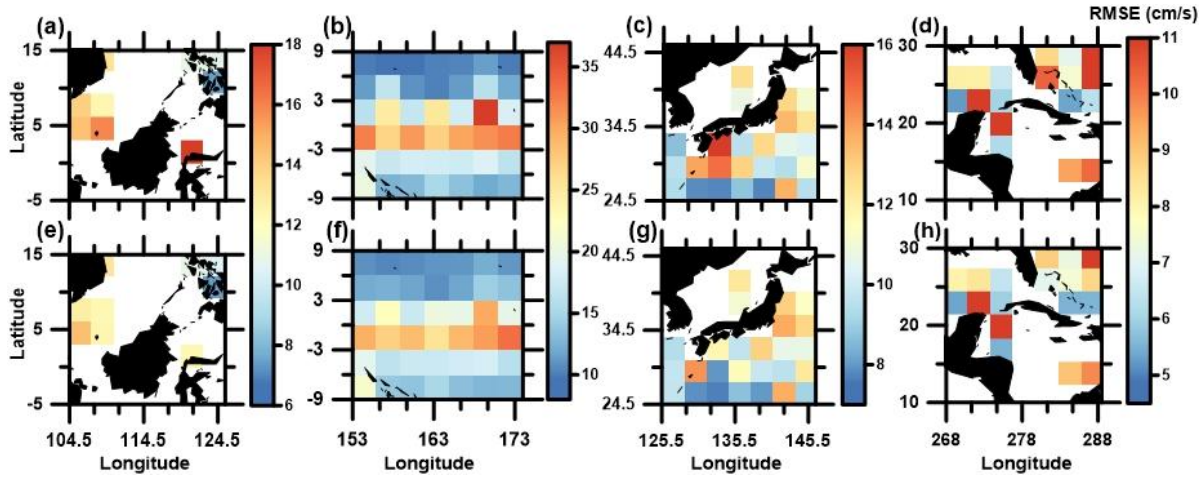 RMSE (cm/s)
(a) (b) (c) (d)
15 5 -5 Latitude
18 16 14 12 10 8 6
9 3 -3 -9
35 30 25 20 15 10
44.5 34.5 24.5
16 14 12 10 8
30 20 10
11 10 9 8 7 6 5
(e) (f) (g) (h)
15 5 -5 Latitude
9 3 -3 -9
44.5 34.5 24.5
30 20 10
104.5 114.5 124.5 153 163 173 125.5 135.5 145.5 268 278 288
Longitude Longitude Longitude Longitude